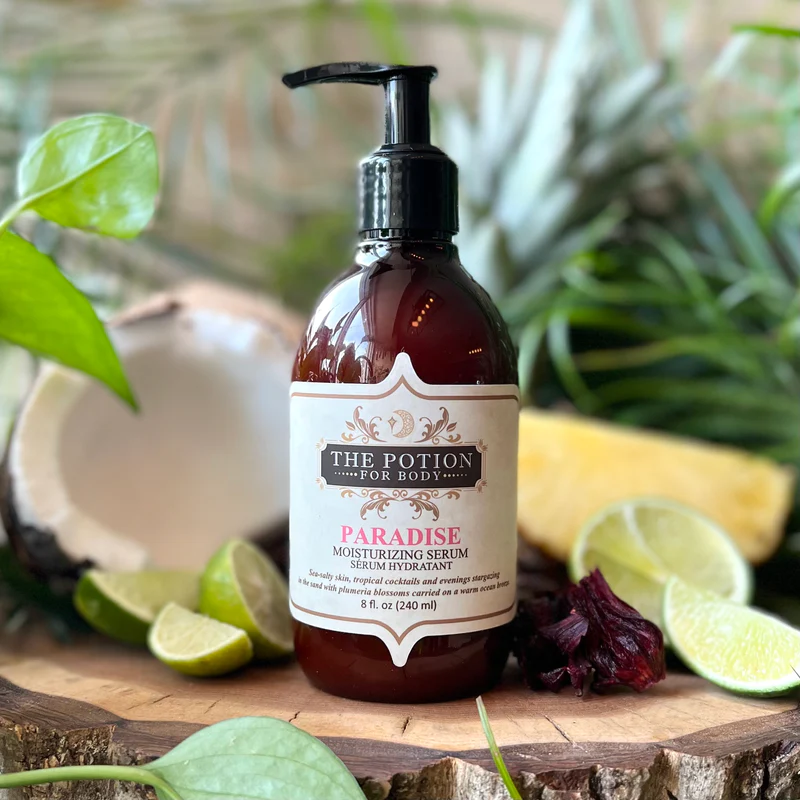 THE POTION
FOR BODY
PARADISE
MOISTURIZING SERUM
SÉRUM HYDRATANT
Sea-salty skin, tropical cocktails and evenings stargazing
in the sand with plumeria blossoms carried on a warm ocean breeze
8 fl. oz (240 ml)